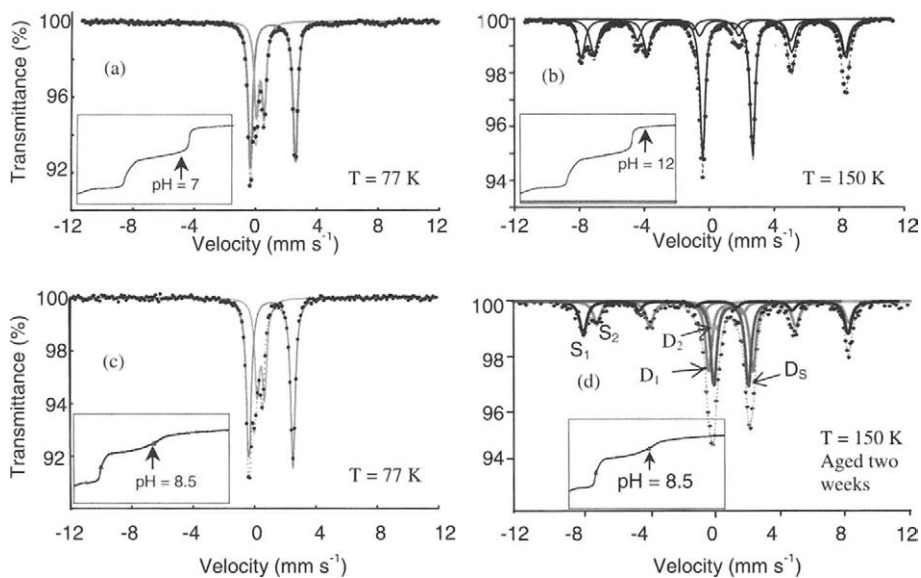 Transmittance (%)
100
98
96
94
92
(a)
pH = 7
T = 77 K
-12 -8 -4 0 4 8 12
Velocity (mm s⁻¹)
100
98
96
94
(b)
pH = 12
T = 150 K
-12 -8 -4 0 4 8 12
Velocity (mm s⁻¹)
Transmittance (%)
100
98
96
94
92
(c)
pH = 8.5
T = 77 K
-12 -8 -4 0 4 8 12
Velocity (mm s⁻¹)
100
98
96
94
S₁
S₂
D₂
D₁
Dₛ
(d)
pH = 8.5
T = 150 K
Aged two
weeks
-12 -8 -4 0 4 8 12
Velocity (mm s⁻¹)